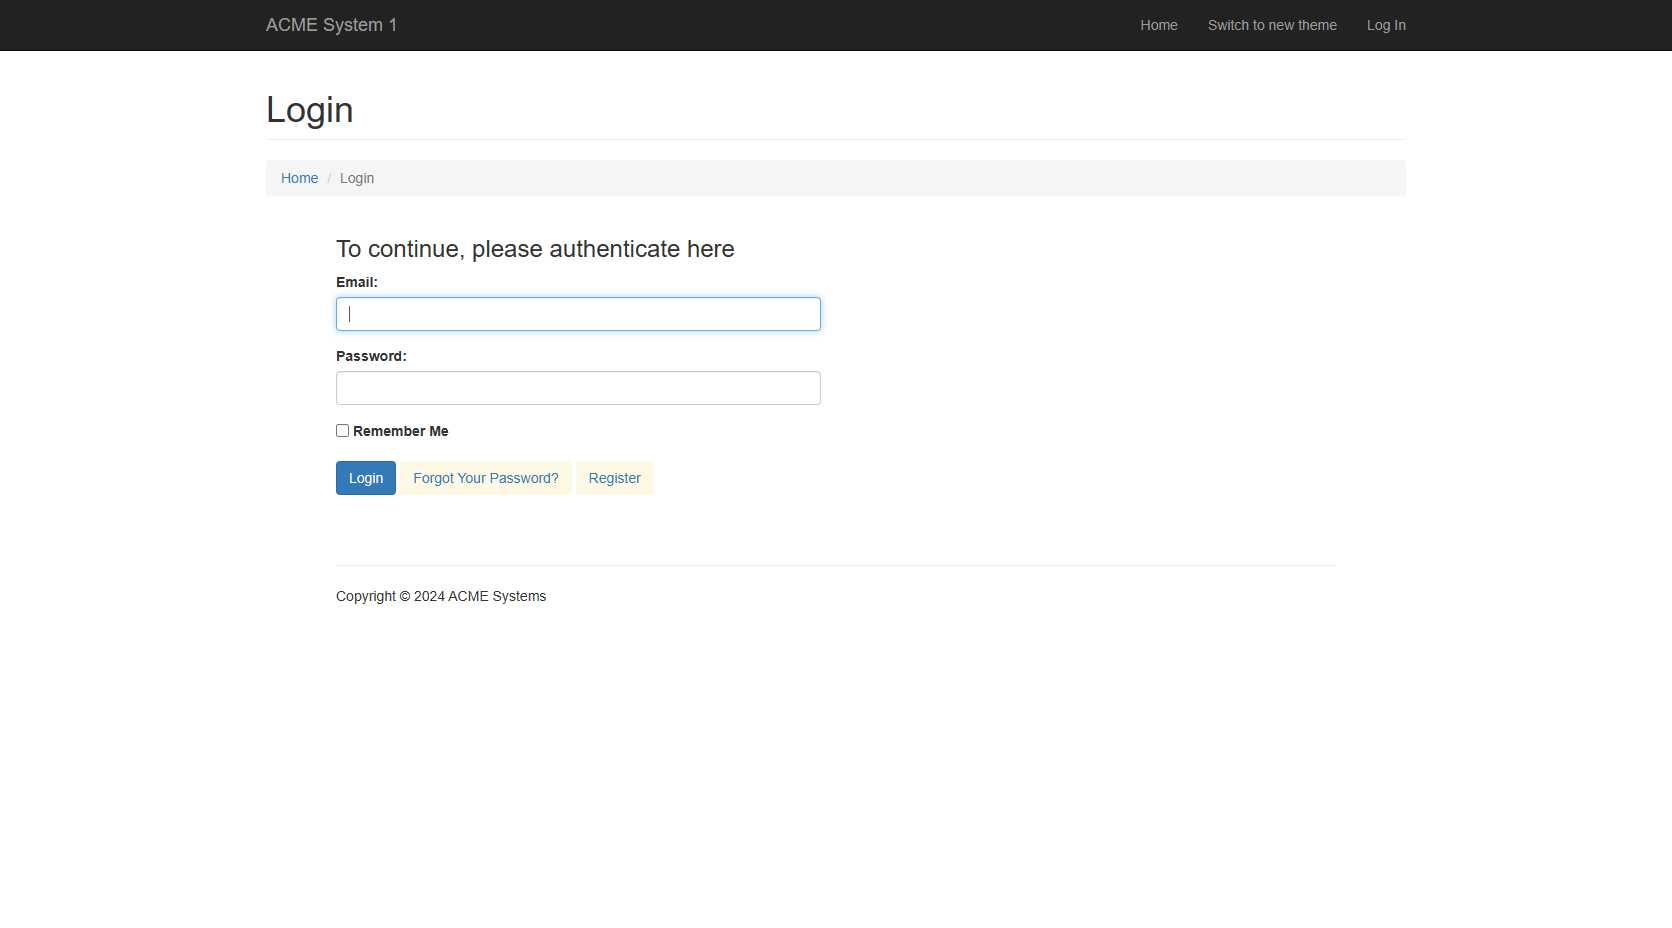 ACME System 1
Home
Switch to new theme
Log In
Login
Home / Login
To continue, please authenticate here
Email:
Password:
Remember Me
Login
Forgot Your Password?
Register
Copyright © 2024 ACME Systems